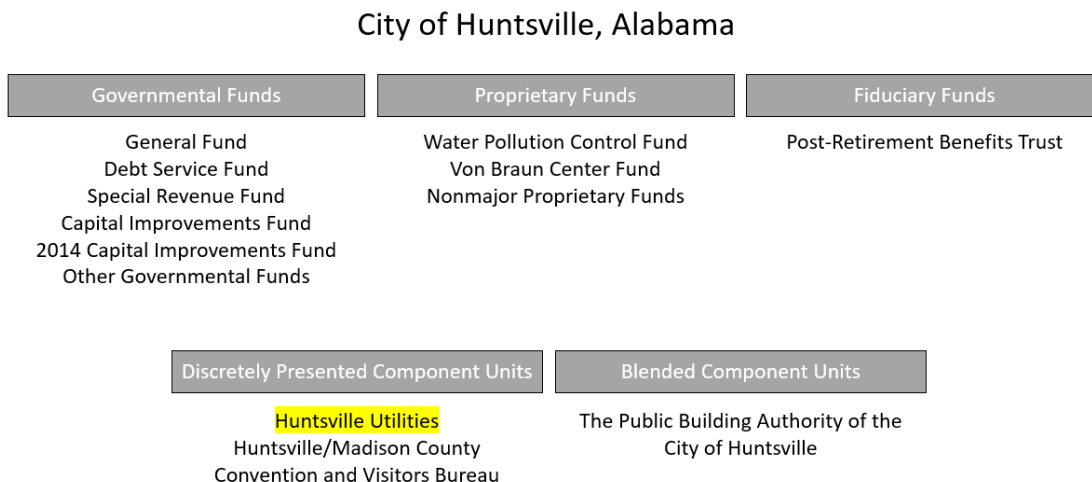 City of Huntsville, Alabama
Governmental Funds
General Fund
Debt Service Fund
Special Revenue Fund
Capital Improvements Fund
2014 Capital Improvements Fund
Other Governmental Funds
Proprietary Funds
Water Pollution Control Fund
Von Braun Center Fund
Nonmajor Proprietary Funds
Fiduciary Funds
Post-Retirement Benefits Trust
Discretely Presented Component Units
Huntsville Utilities
Huntsville/Madison County
Convention and Visitors Bureau
Blended Component Units
The Public Building Authority of the
City of Huntsville